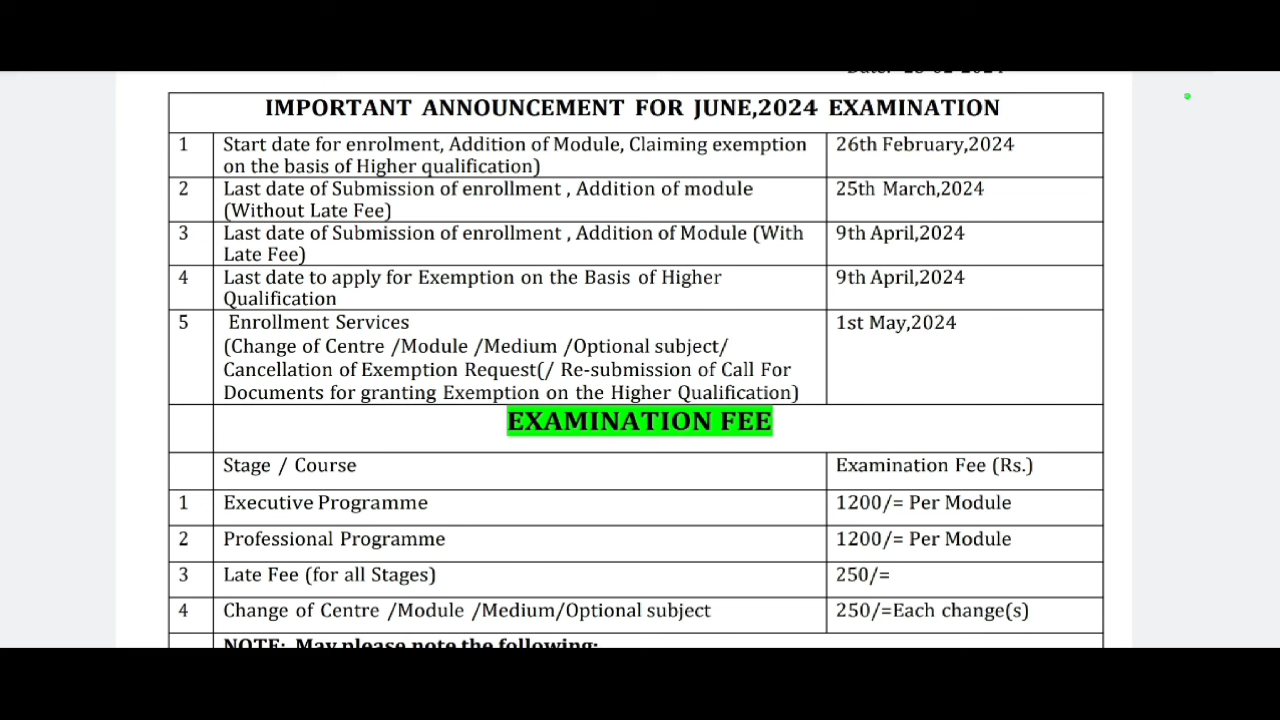 IMPORTANT ANNOUNCEMENT FOR JUNE,2024 EXAMINATION
1 Start date for enrolment, Addition of Module, Claiming exemption 26th February,2024
on the basis of Higher qualification)
2 Last date of Submission of enrollment , Addition of module 25th March,2024
(Without Late Fee)
3 Last date of Submission of enrollment , Addition of Module (With 9th April,2024
Late Fee)
4 Last date to apply for Exemption on the Basis of Higher 9th April,2024
Qualification
5 Enrollment Services 1st May,2024
(Change of Centre /Module /Medium /Optional subject/
Cancellation of Exemption Request(/ Re-submission of Call For
Documents for granting Exemption on the Higher Qualification)
EXAMINATION FEE
Stage / Course Examination Fee (Rs.)
1 Executive Programme 1200/= Per Module
2 Professional Programme 1200/= Per Module
3 Late Fee (for all Stages) 250/=
4 Change of Centre /Module /Medium/Optional subject 250/=Each change(s)
NOTE: May please note the following: